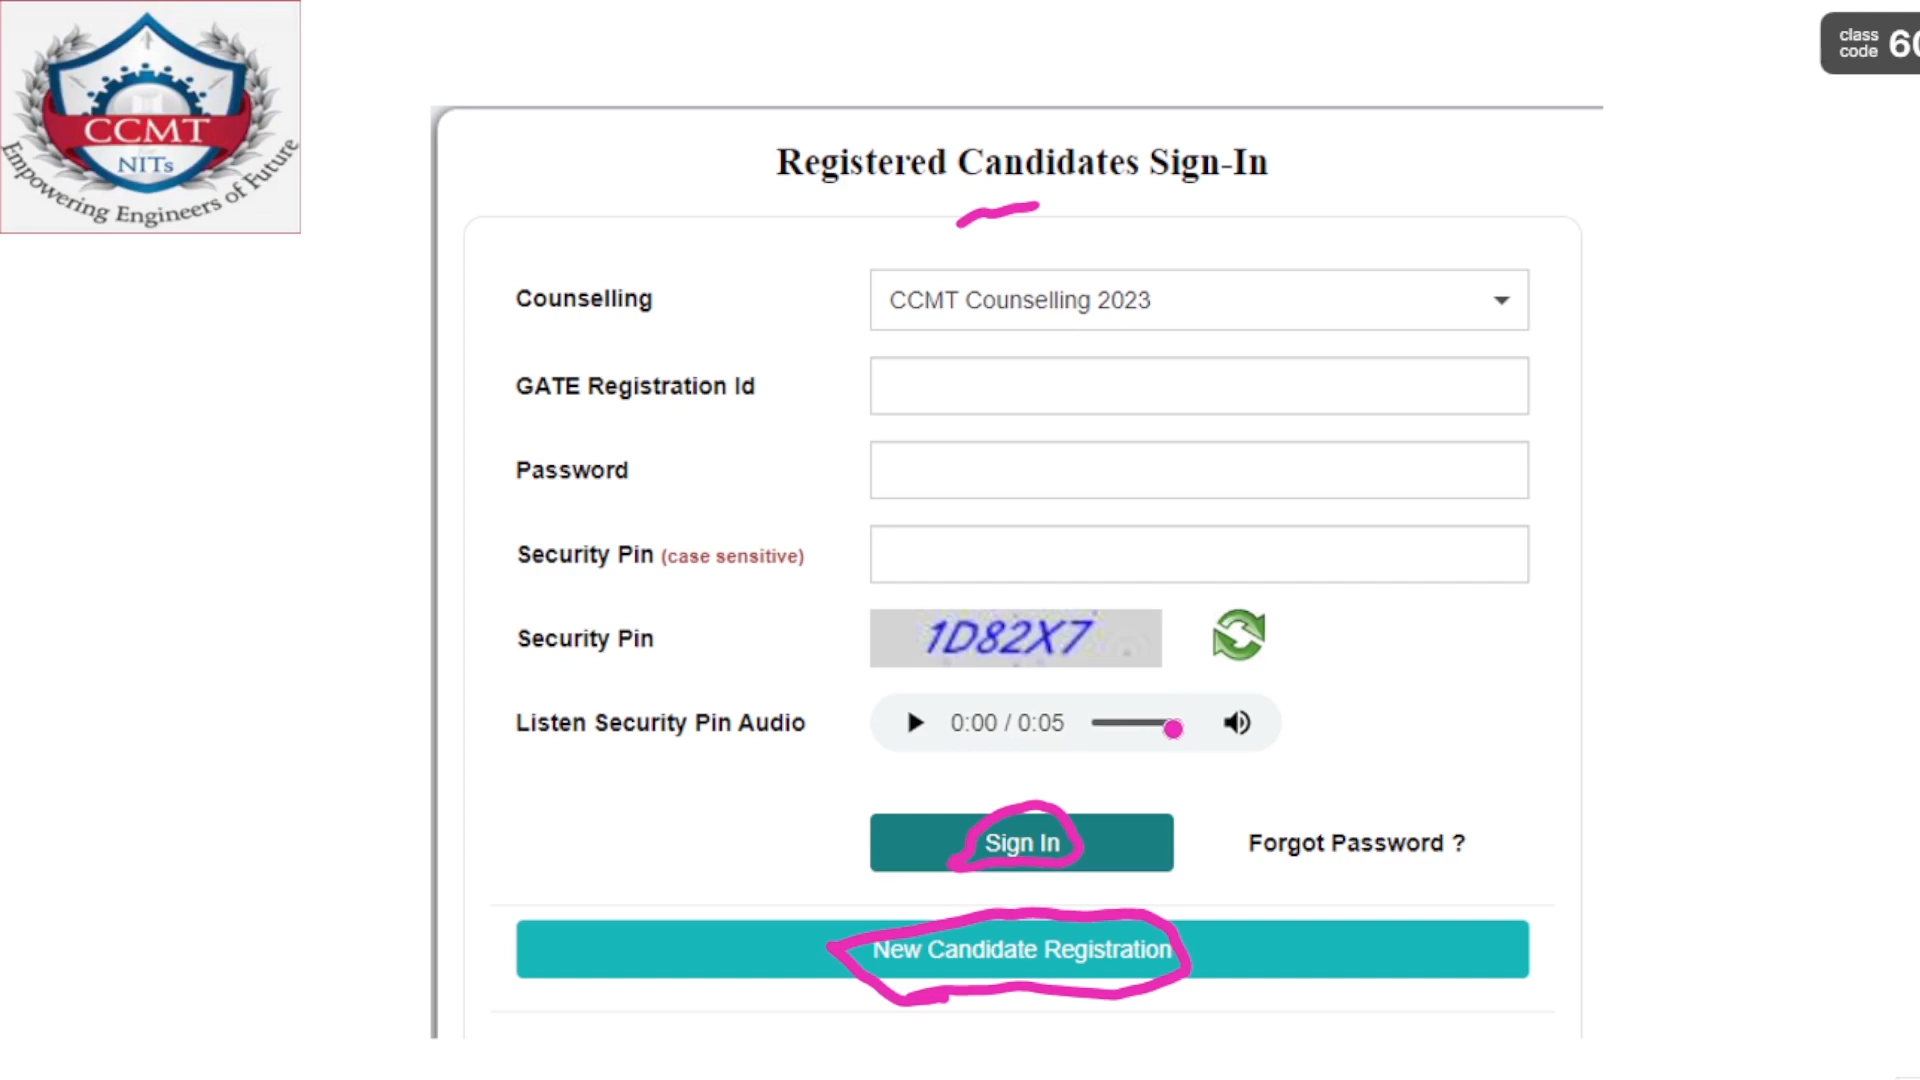 CCMT
NITs
Empowering Engineers of Future
class
code 60
Registered Candidates Sign-In
Counselling
CCMT Counselling 2023
GATE Registration Id
Password
Security Pin (case sensitive)
Security Pin
1D82X7
Listen Security Pin Audio
0:00 / 0:05
Sign In
Forgot Password ?
New Candidate Registration